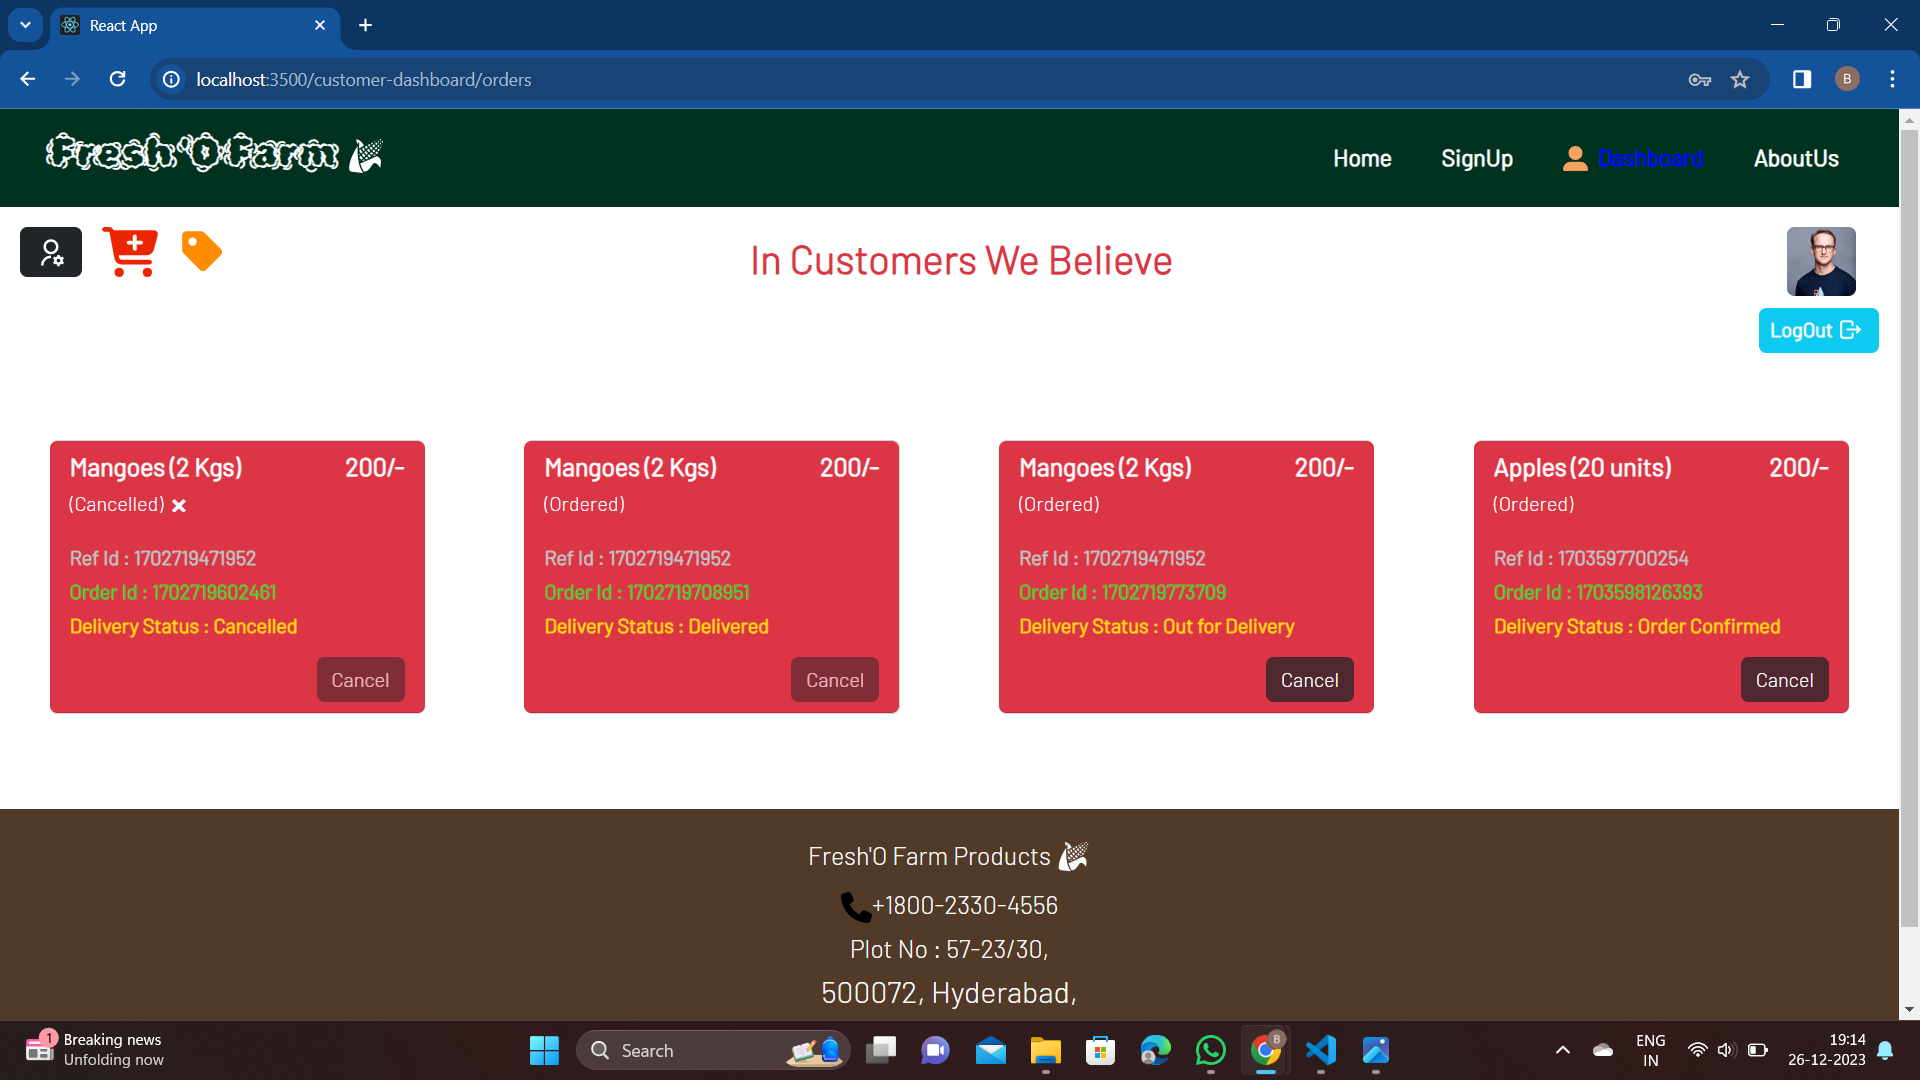 React App
localhost:3500/customer-dashboard/orders
B
Fresh'O Farm
Home SignUp Dashboard AboutUs
In Customers We Believe
LogOut
Mangoes (2 Kgs) 200/-
(Cancelled)
Ref Id : 1702719471952
Order Id : 1702719602461
Delivery Status : Cancelled
Cancel
Mangoes (2 Kgs) 200/-
(Ordered)
Ref Id : 1702719471952
Order Id : 1702719708951
Delivery Status : Delivered
Cancel
Mangoes (2 Kgs) 200/-
(Ordered)
Ref Id : 1702719471952
Order Id : 1702719773709
Delivery Status : Out for Delivery
Cancel
Apples (20 units) 200/-
(Ordered)
Ref Id : 1703597700254
Order Id : 1703598126393
Delivery Status : Order Confirmed
Cancel
Fresh'O Farm Products
+1800-2330-4556
Plot No : 57-23/30,
500072, Hyderabad,
1
Breaking news
Unfolding now
Search
B
ENG
IN
19:14
26-12-2023